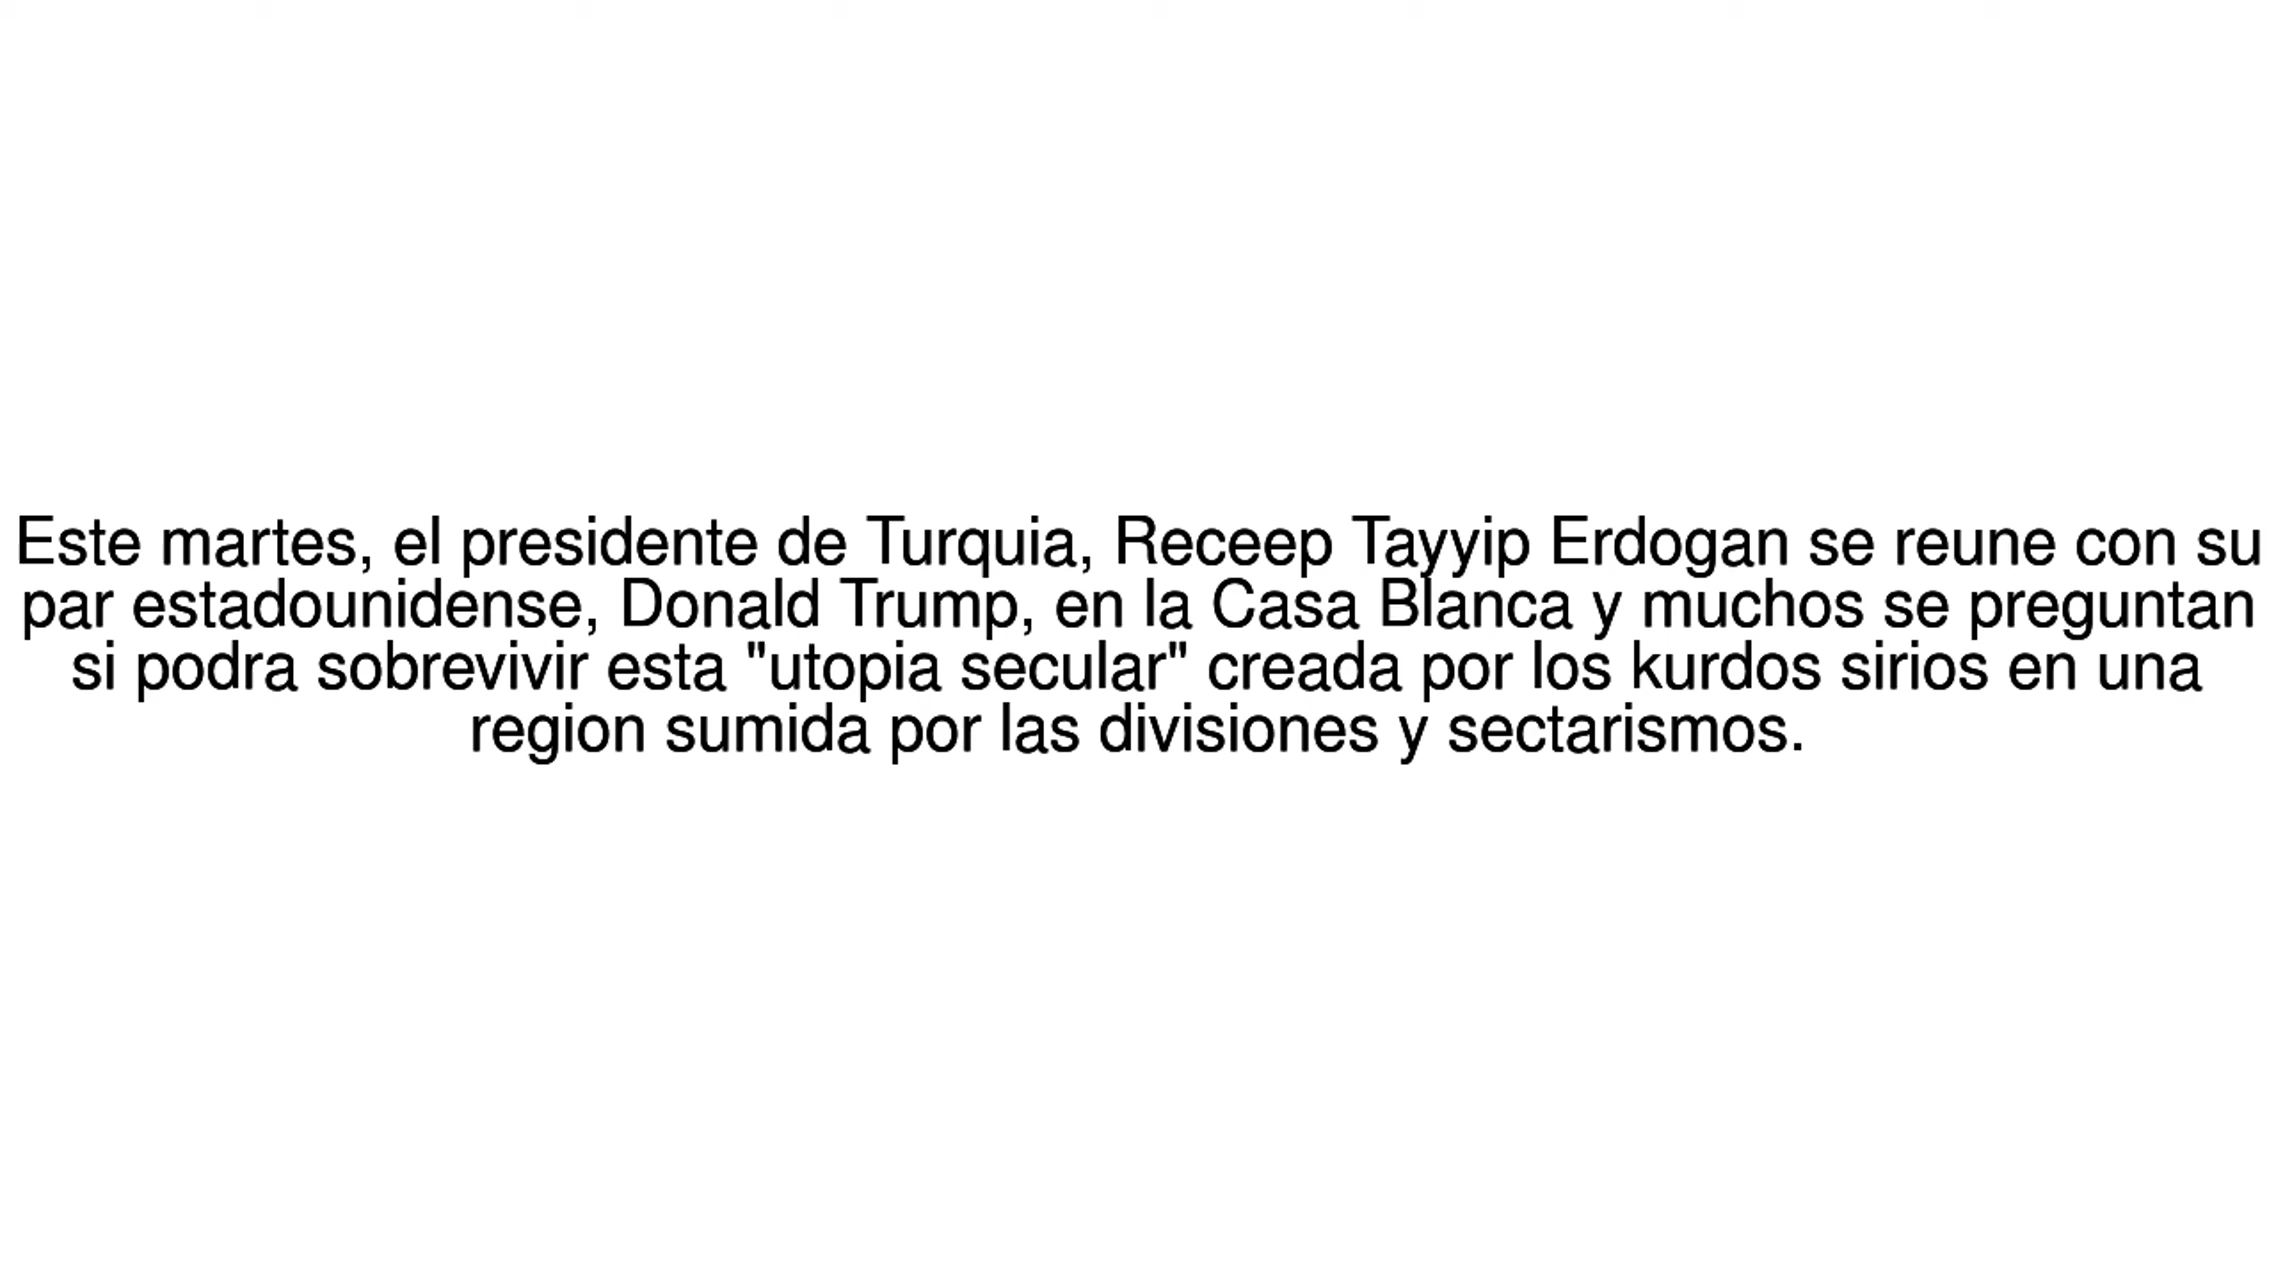 Este martes, el presidente de Turquia, Receep Tayyip Erdogan se reune con su
par estadounidense, Donald Trump, en la Casa Blanca y muchos se preguntan
si podra sobrevivir esta "utopia secular" creada por los kurdos sirios en una
region sumida por las divisiones y sectarismos.